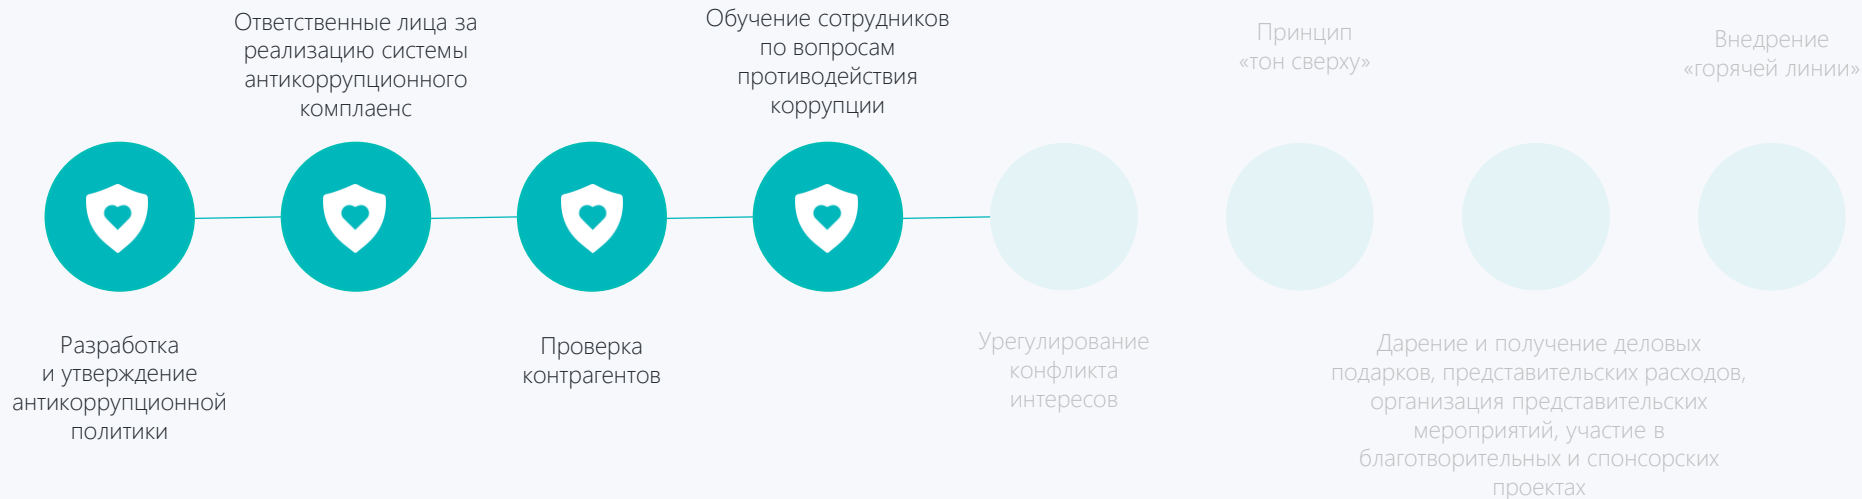 Ответственные лица за
реализацию системы
антикоррупционного
комплаенс
Обучение сотрудников
по вопросам
противодействия
коррупции
Принцип
«тон сверху»
Внедрение
«горячей линии»
Разработка
и утверждение
антикоррупционной
политики
Проверка
контрагентов
Урегулирование
конфликта
интересов
Дарение и получение деловых
подарков, представительских расходов,
организация представительских
мероприятий, участие в
благотворительных и спонсорских
проектах